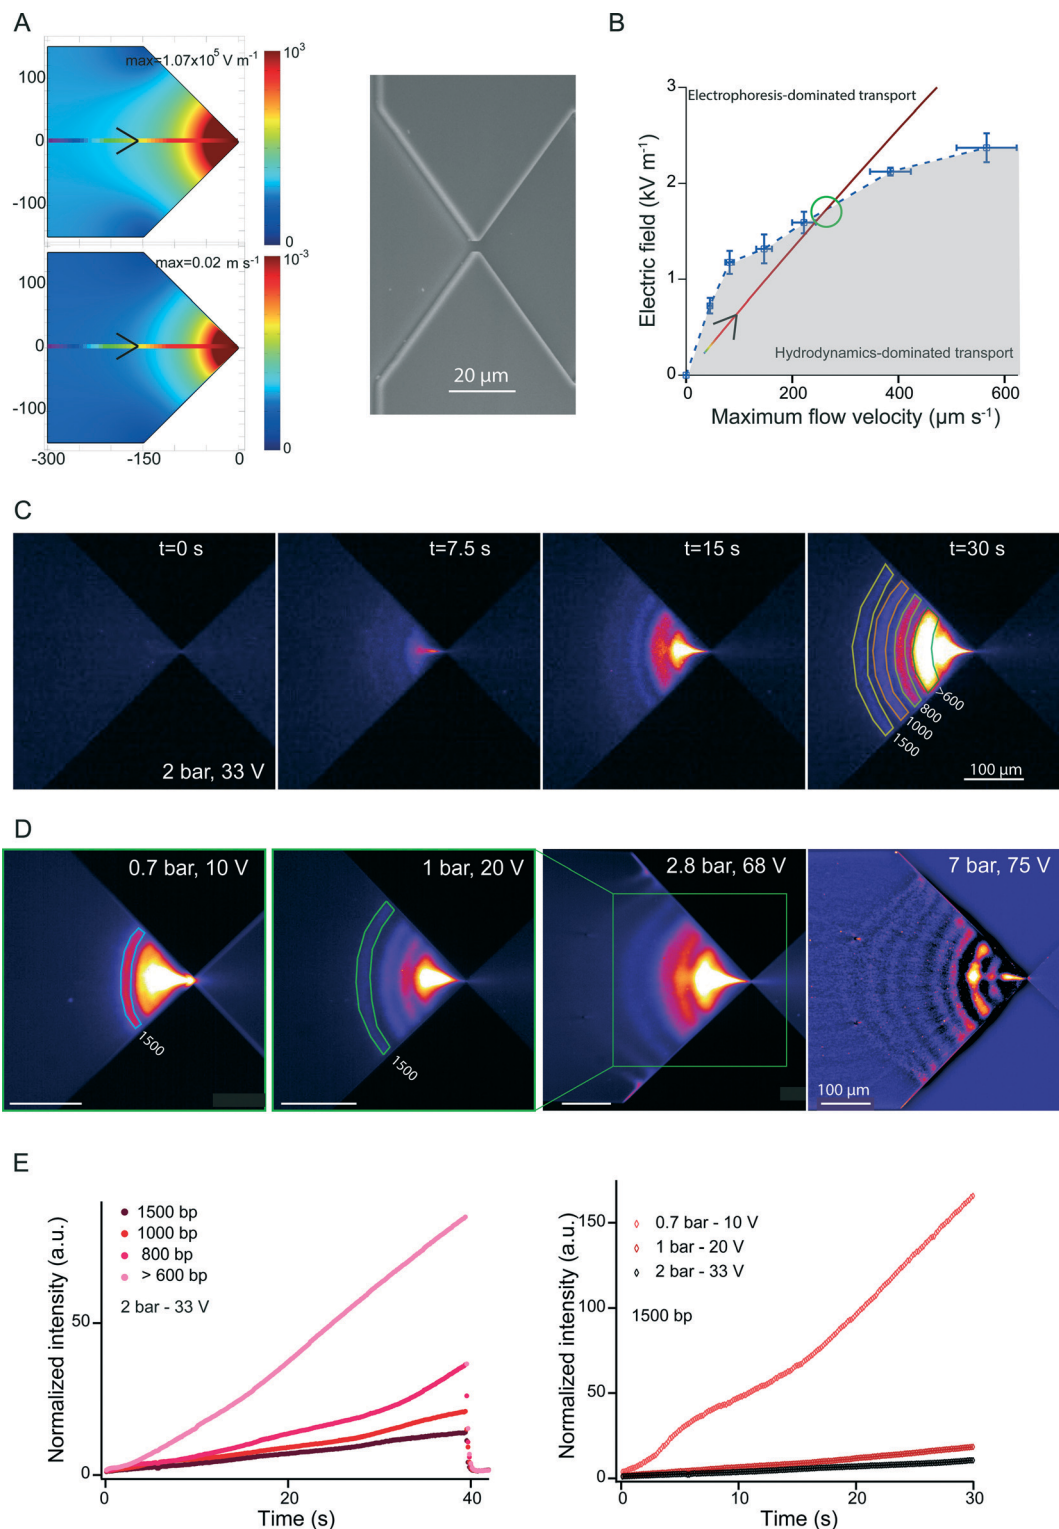 A
max=1.07x10⁵ V m⁻¹
10³
100
0
-100
0
max=0.02 m s⁻¹
10⁻³
100
0
-100
0
-300
-150
0
20 µm
B
3
2
1
0
Electric field (kV m⁻¹)
Electrophoresis-dominated transport
Hydrodynamics-dominated transport
0
200
400
600
Maximum flow velocity (µm s⁻¹)
C
t=0 s
t=7.5 s
t=15 s
t=30 s
2 bar, 33 V
>600
800
1000
1500
100 µm
D
0.7 bar, 10 V
1 bar, 20 V
2.8 bar, 68 V
7 bar, 75 V
1500
1500
100 µm
E
Normalized intensity (a.u.)
1500 bp
1000 bp
800 bp
> 600 bp
2 bar - 33 V
50
0
0
20
40
Time (s)
Normalized intensity (a.u.)
0.7 bar - 10 V
1 bar - 20 V
2 bar - 33 V
1500 bp
150
100
50
0
0
10
20
30
Time (s)